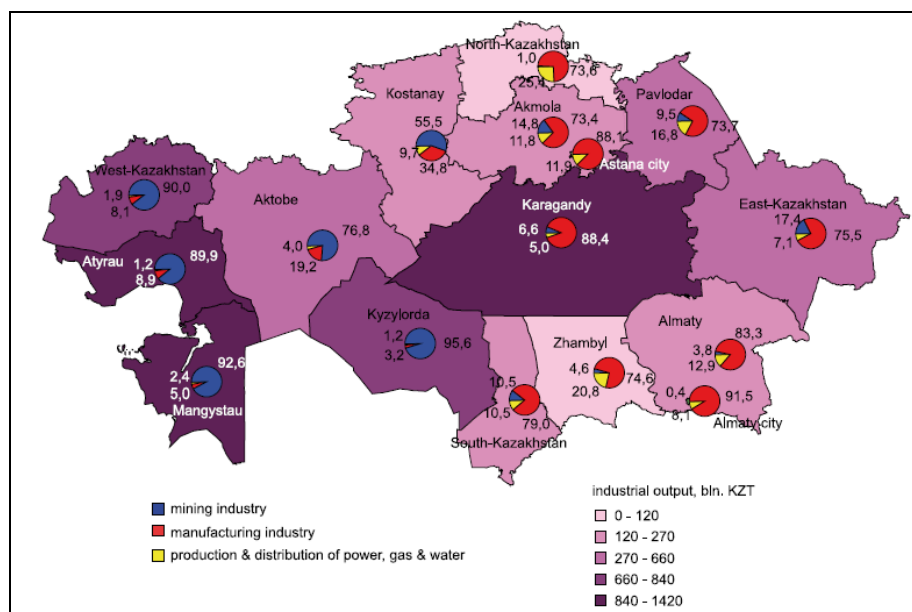 North-Kazakhstan
1,0
73,6
25,4
Kostanay
55,5
9,7
34,8
Akmola
14,8
73,4
11,8
88,1
11,9
Astana city
Pavlodar
9,5
16,8
73,7
West-Kazakhstan
1,9
90,0
8,1
Aktobe
76,8
4,0
19,2
Karagandy
6,6
88,4
5,0
East-Kazakhstan
17,4
7,1
75,5
Atyrau
89,9
1,2
8,9
Kyzylorda
1,2
95,6
3,2
Zhambyl
4,6
74,6
20,8
Almaty
83,3
3,8
12,9
0,4
91,5
8,1
Almaty city
92,6
2,4
5,0
Mangystau
10,5
10,5
79,0
South-Kazakhstan
mining industry
manufacturing industry
production & distribution of power, gas & water
industrial output, bln. KZT
0 - 120
120 - 270
270 - 660
660 - 840
840 - 1420